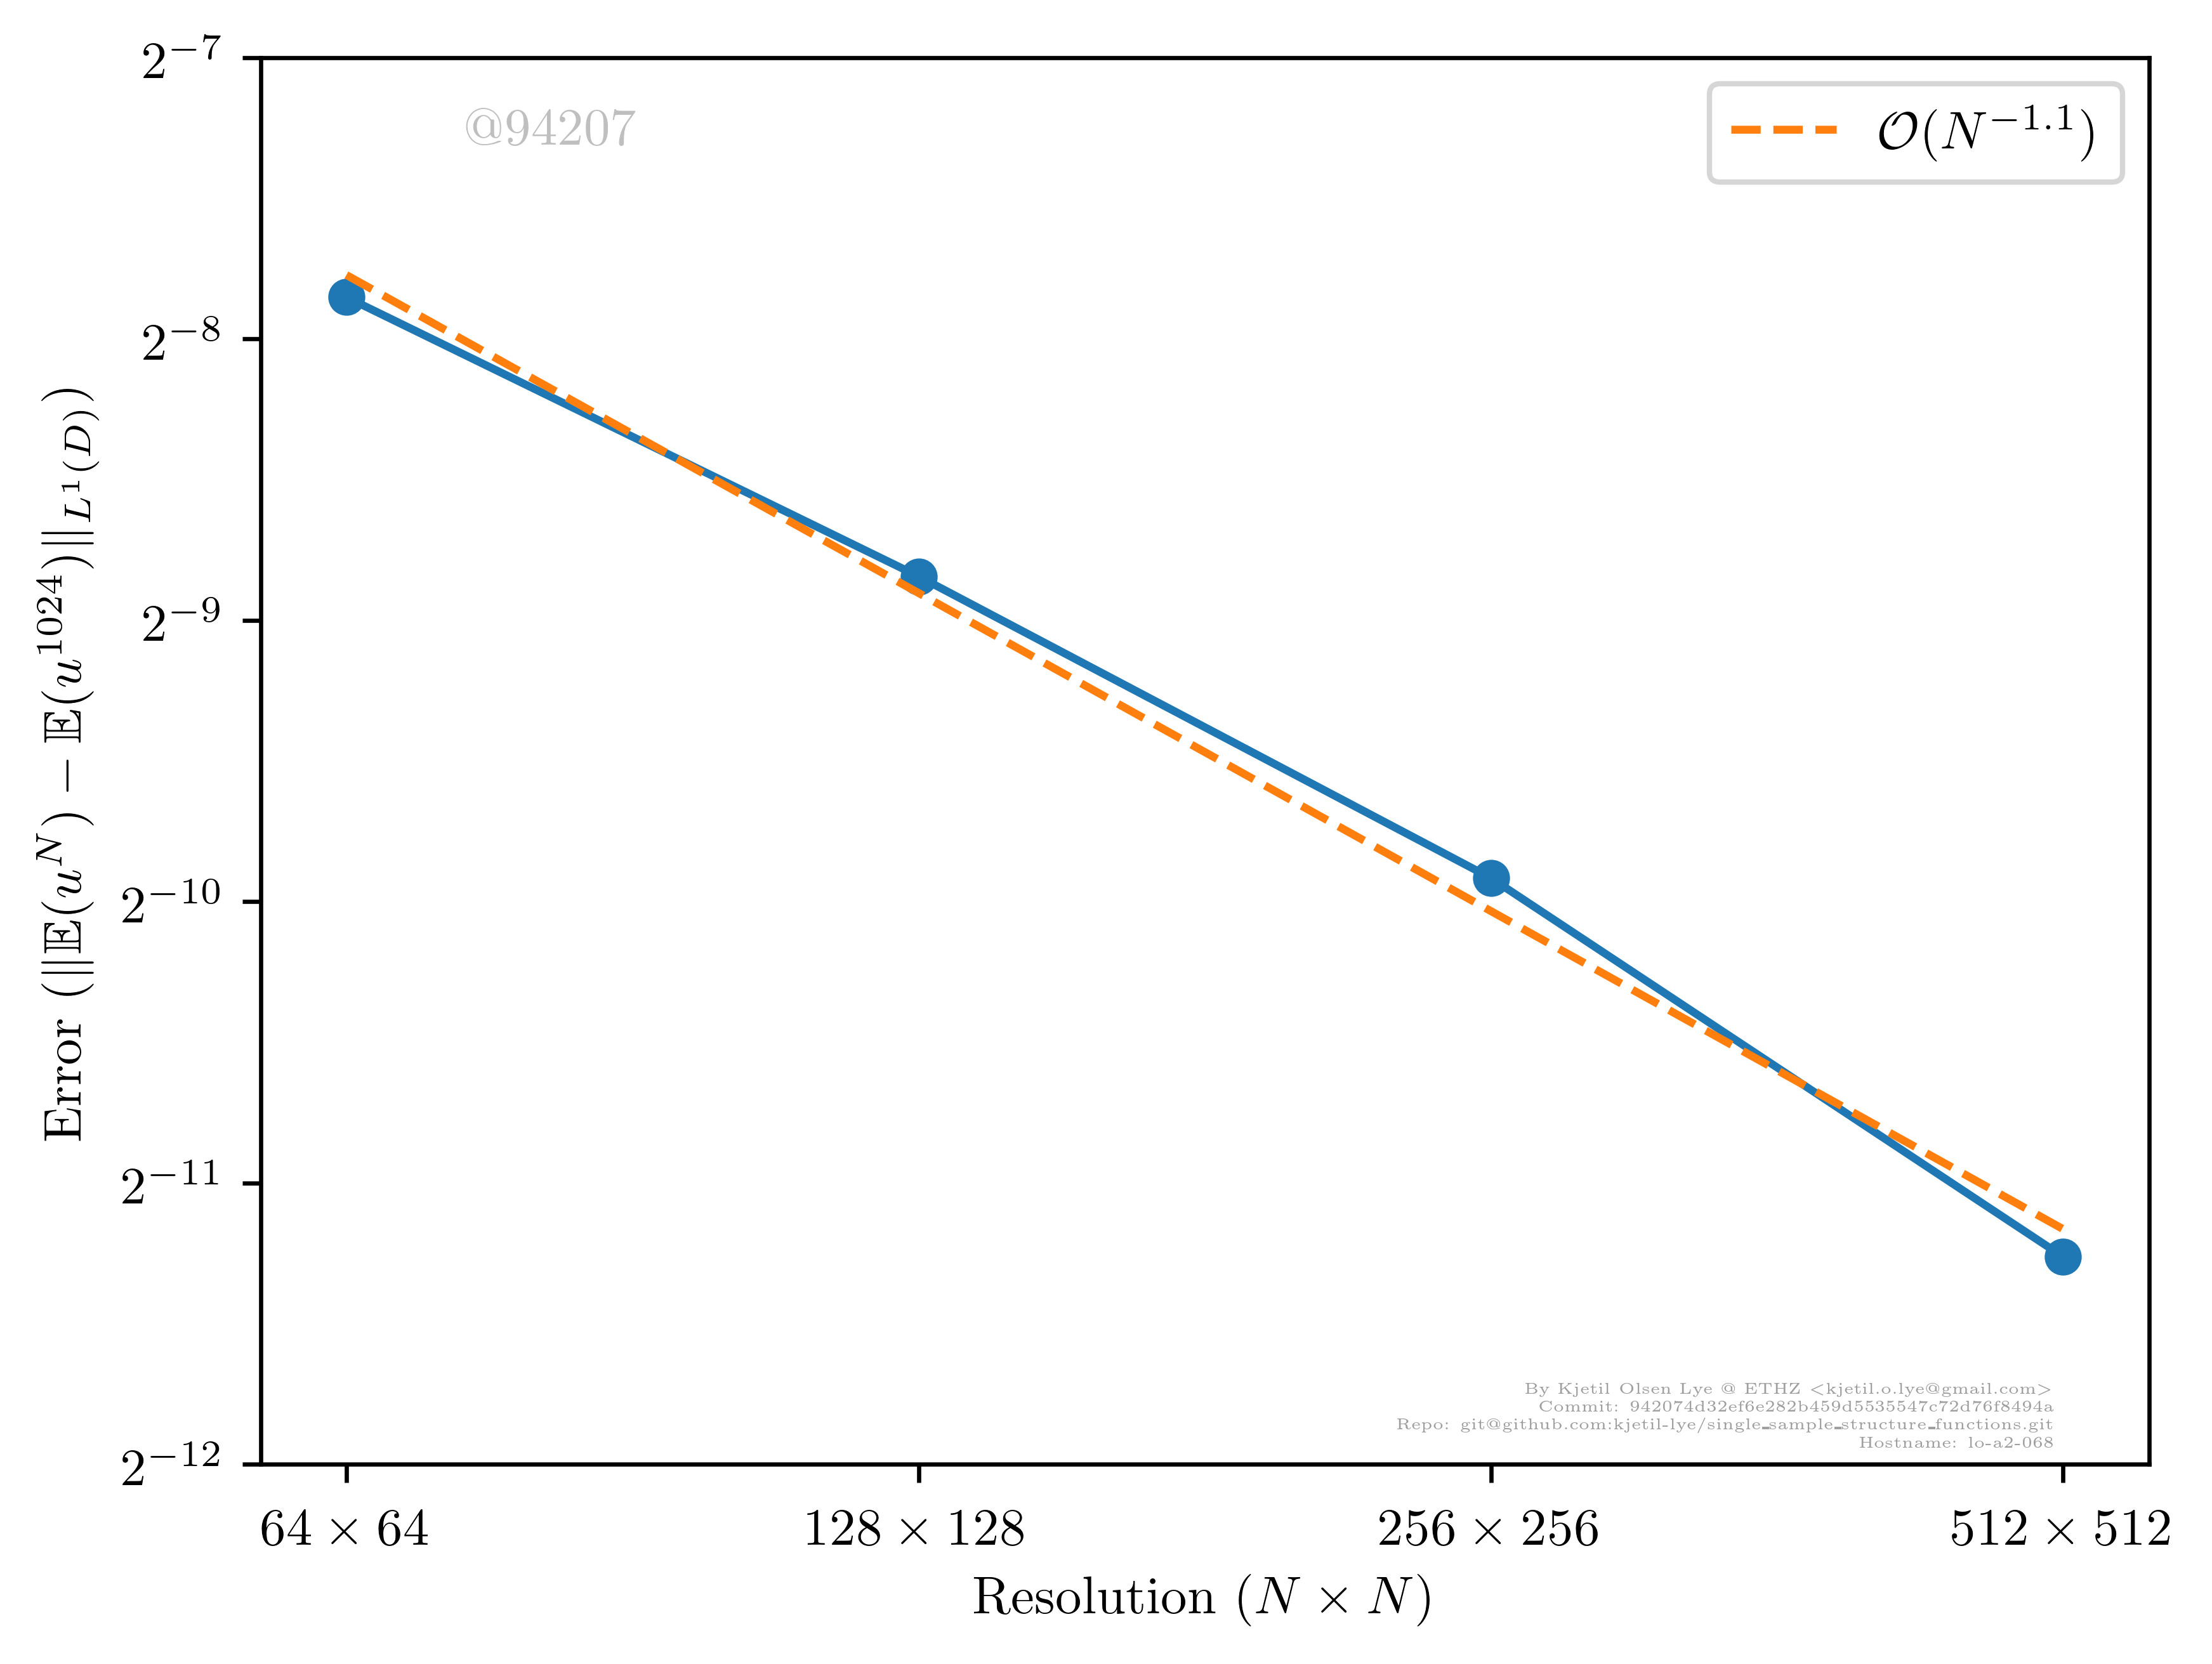 2^{-7}
@94207
O(N^{-1.1})
2^{-8}
2^{-9}
2^{-10}
2^{-11}
2^{-12}
Error (||𝔼(u^N) − 𝔼(u^{1024})||_{L^1(D)})
By Kjetil Olsen Lye @ ETHZ <kjetil.o.lye@gmail.com>
Commit: 942074d32ef6e282b459d5535547c72d76f8494a
Repo: git@github.com:kjetil-lye/single_sample_structure_functions.git
Hostname: lo-a2-068
64 × 64
128 × 128
256 × 256
512 × 512
Resolution (N × N)